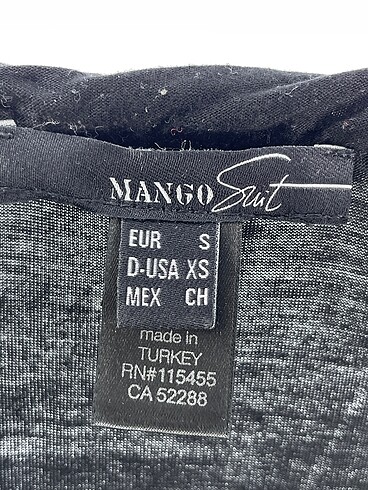 MANGO Suit
EUR S
D-USA XS
MEX CH
made in
TURKEY
RN#115455
CA 52288